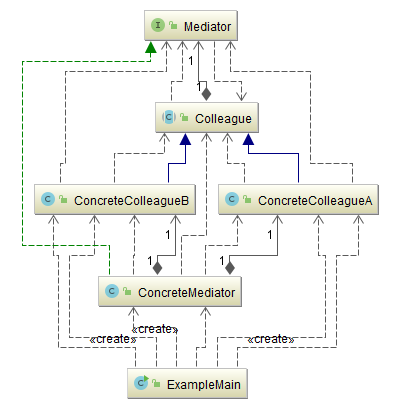 I Mediator
1
1
C Colleague
C ConcreteColleagueB
C ConcreteColleagueA
1
1
1
1
C ConcreteMediator
«create»
«create»
«create»
C ExampleMain